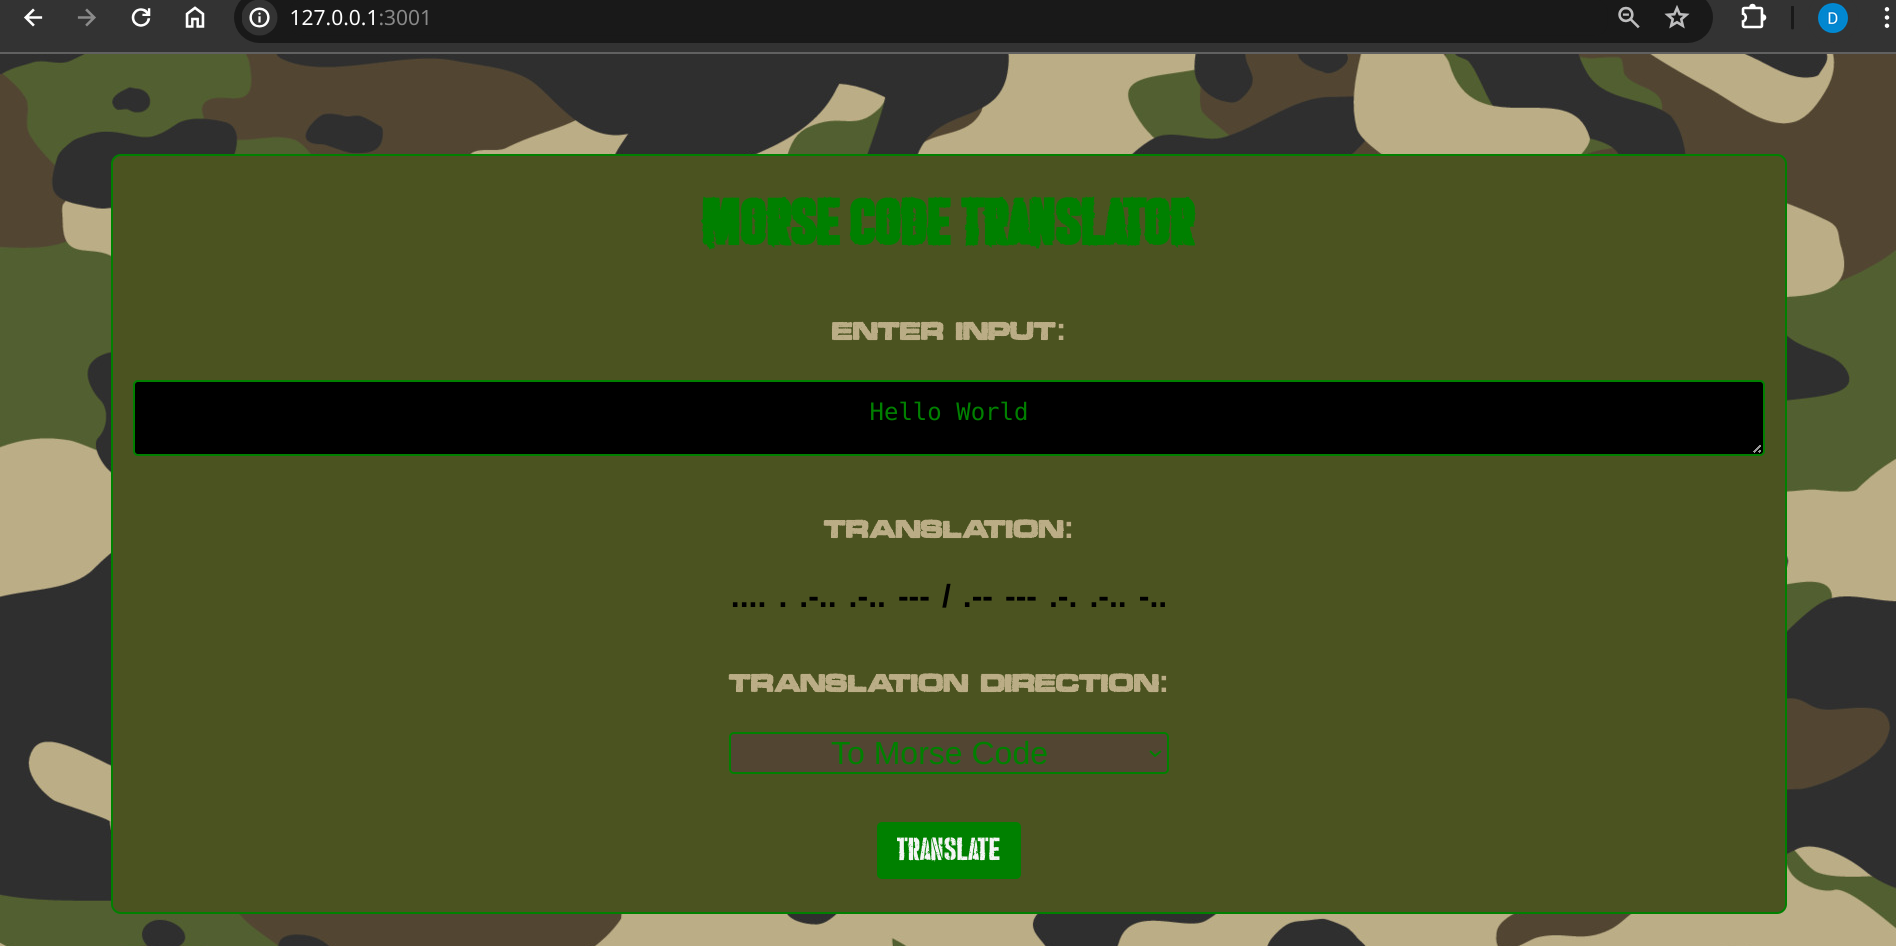 127.0.0.1:3001
D
MORSE CODE TRANSLATOR
ENTER INPUT:
Hello World
TRANSLATION:
.... . .-.. .-.. --- / .-- --- .-. .-.. -..
TRANSLATION DIRECTION:
To Morse Code
TRANSLATE